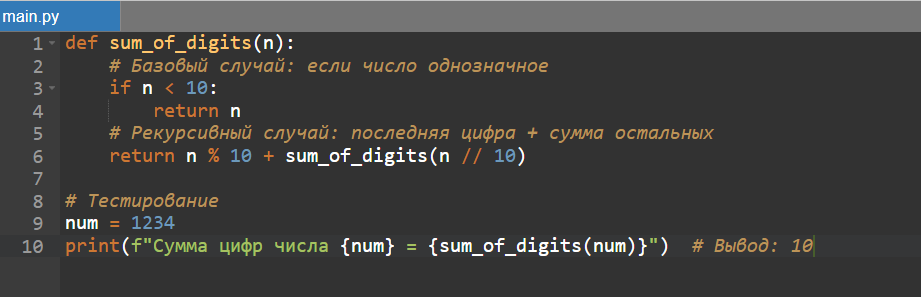 main.py
1 def sum_of_digits(n):
2     # Базовый случай: если число однозначное
3     if n < 10:
4         return n
5     # Рекурсивный случай: последняя цифра + сумма остальных
6     return n % 10 + sum_of_digits(n // 10)
7
8 # Тестирование
9 num = 1234
10 print(f"Сумма цифр числа {num} = {sum_of_digits(num)}")  # Вывод: 10